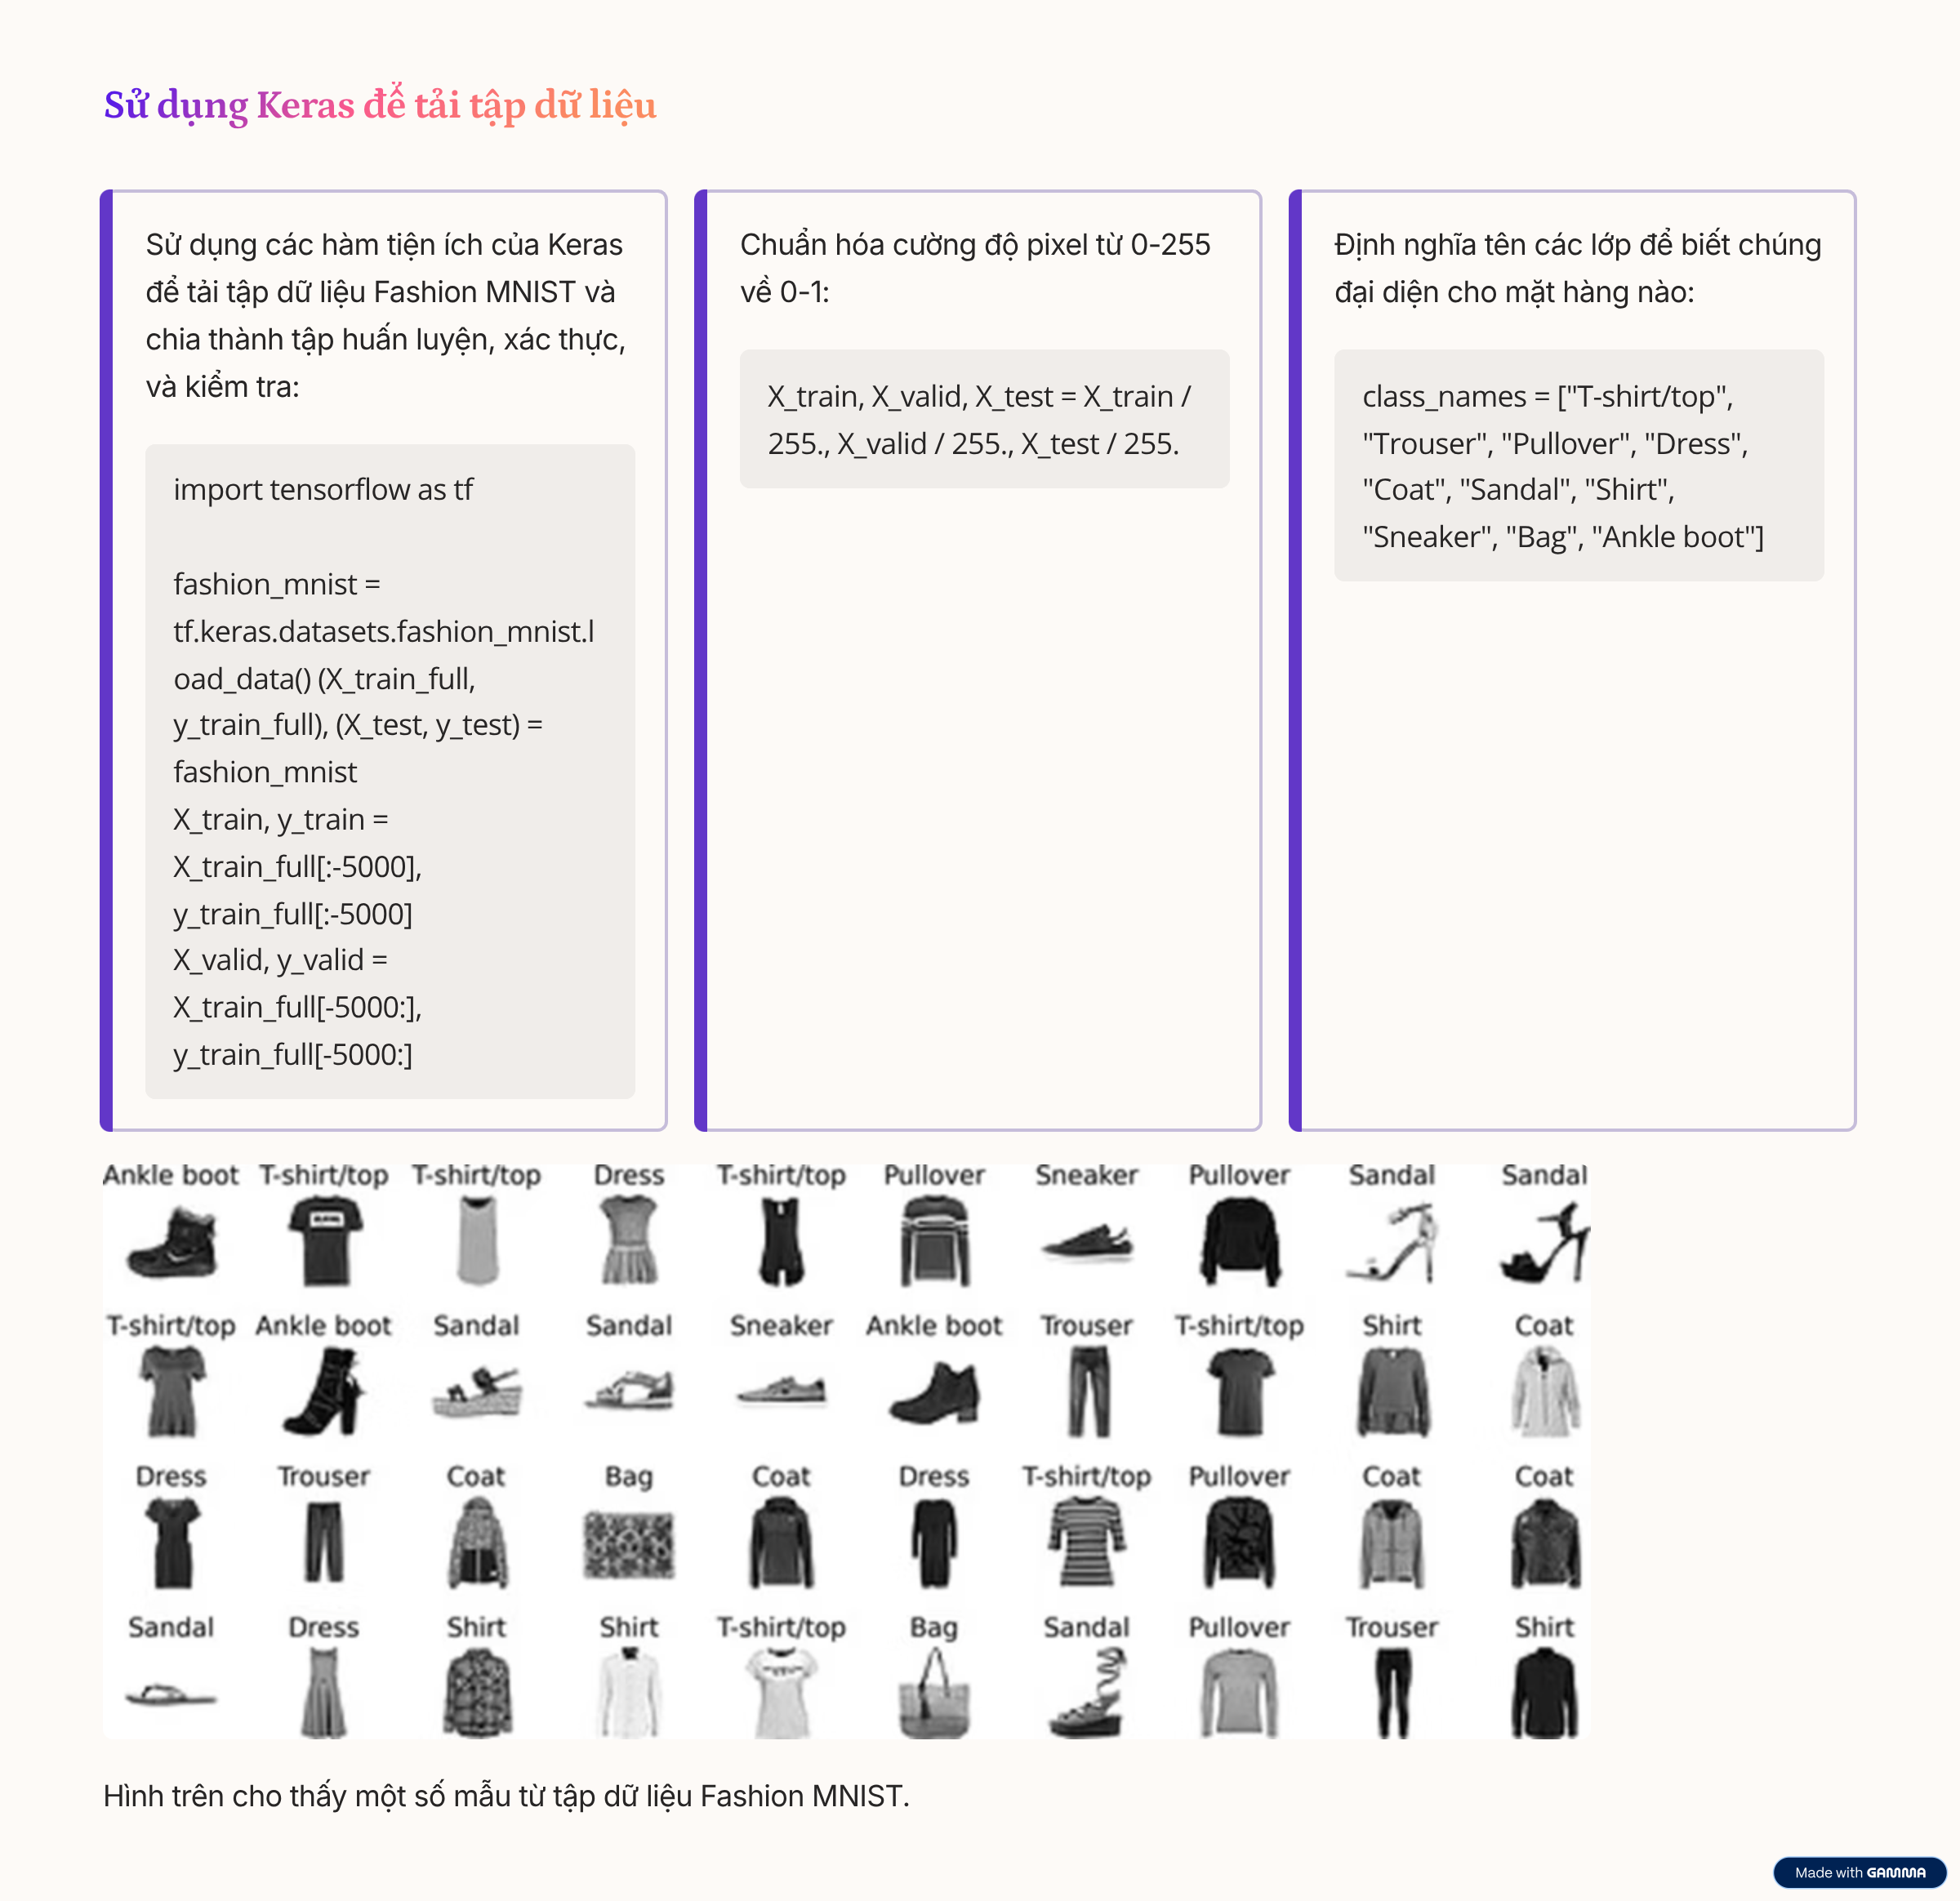 Sử dụng Keras để tải tập dữ liệu
Sử dụng các hàm tiện ích của Keras
để tải tập dữ liệu Fashion MNIST và
chia thành tập huấn luyện, xác thực,
và kiểm tra:
import tensorflow as tf
fashion_mnist =
tf.keras.datasets.fashion_mnist.l
oad_data() (X_train_full,
y_train_full), (X_test, y_test) =
fashion_mnist
X_train, y_train =
X_train_full[:-5000],
y_train_full[:-5000]
X_valid, y_valid =
X_train_full[-5000:],
y_train_full[-5000:]
Chuẩn hóa cường độ pixel từ 0-255
về 0-1:
X_train, X_valid, X_test = X_train /
255., X_valid / 255., X_test / 255.
Định nghĩa tên các lớp để biết chúng
đại diện cho mặt hàng nào:
class_names = ["T-shirt/top",
"Trouser", "Pullover", "Dress",
"Coat", "Sandal", "Shirt",
"Sneaker", "Bag", "Ankle boot"]
Ankle boot T-shirt/top T-shirt/top Dress T-shirt/top Pullover Sneaker Pullover Sandal Sandal
T-shirt/top Ankle boot Sandal Sandal Sneaker Ankle boot Trouser T-shirt/top Shirt Coat
Dress Trouser Coat Bag Coat Dress T-shirt/top Pullover Coat Coat
Sandal Dress Shirt Shirt T-shirt/top Bag Sandal Pullover Trouser Shirt
Hình trên cho thấy một số mẫu từ tập dữ liệu Fashion MNIST.
Made with GAMMA